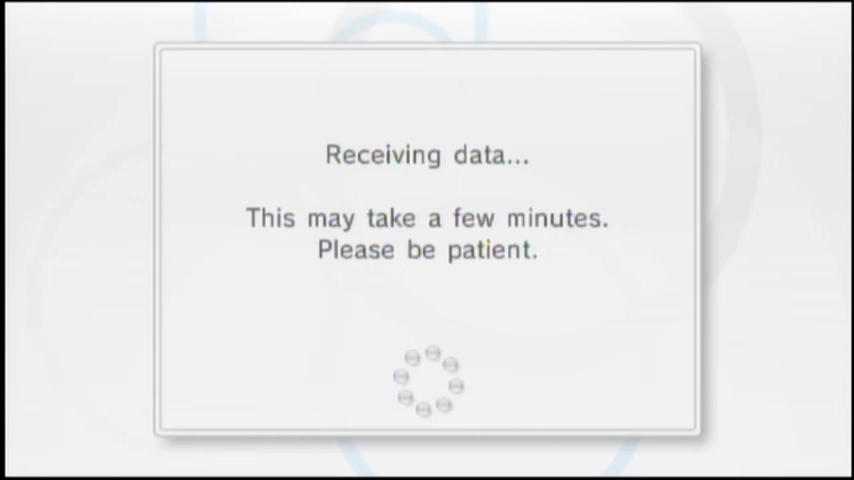 Receiving data...
This may take a few minutes.
Please be patient.